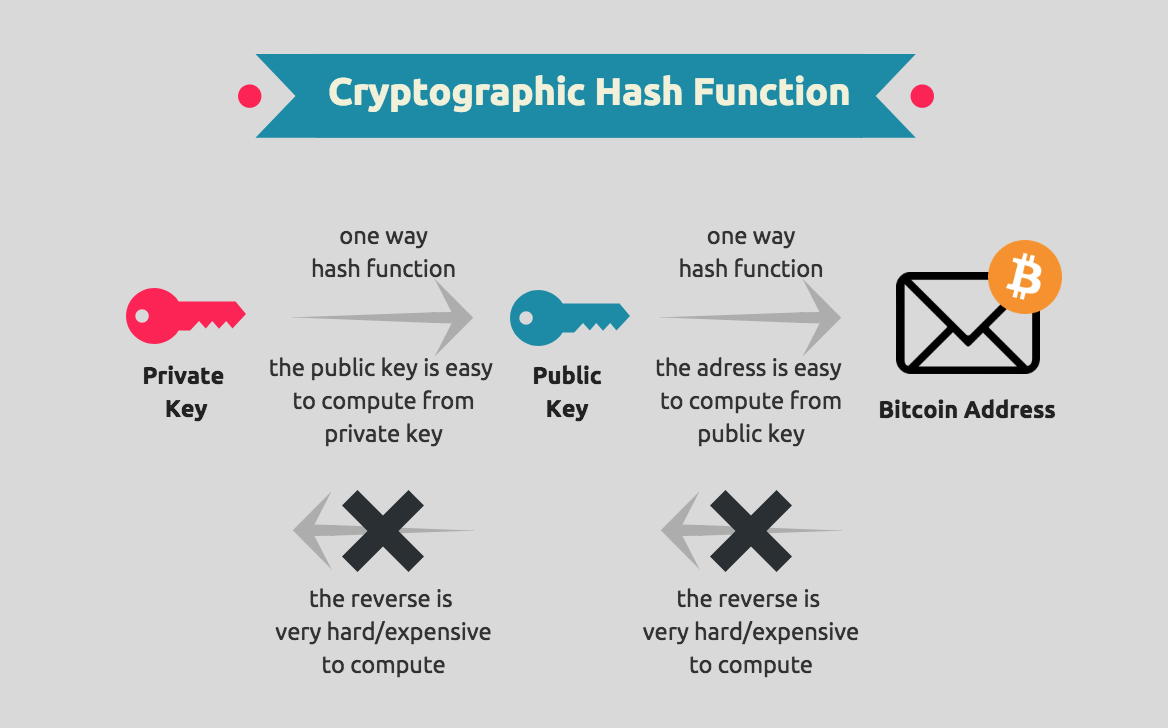 Cryptographic Hash Function
one way
hash function
the public key is easy
to compute from
private key
one way
hash function
the adress is easy
to compute from
public key
Private
Key
Public
Key
Bitcoin Address
the reverse is
very hard/expensive
to compute
the reverse is
very hard/expensive
to compute